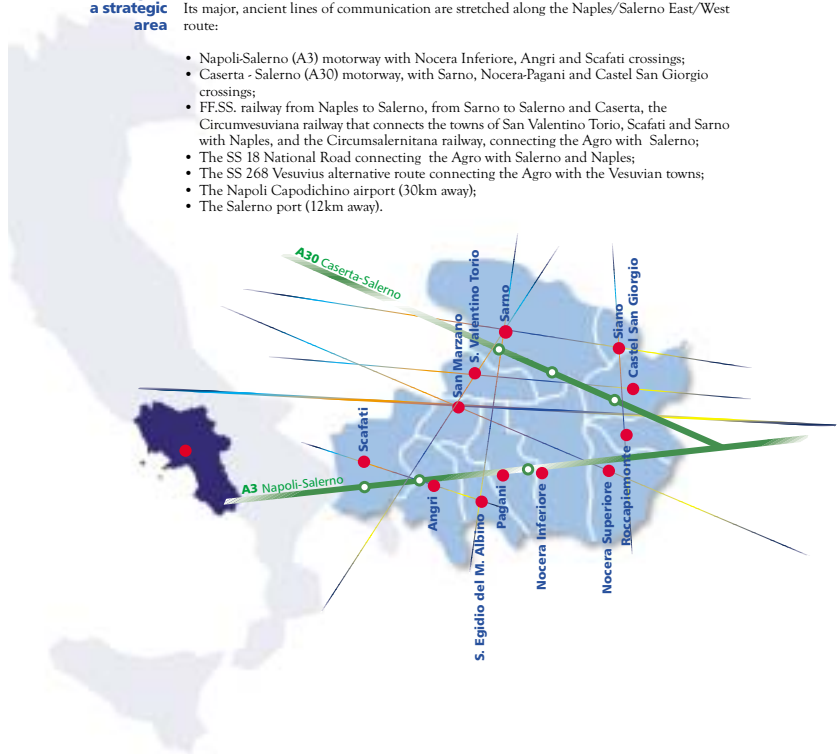 a strategic area
Its major, ancient lines of communication are stretched along the Naples/Salerno East/West
route:
• Napoli-Salerno (A3) motorway with Nocera Inferiore, Angri and Scafati crossings;
• Caserta - Salerno (A30) motorway, with Sarno, Nocera-Pagani and Castel San Giorgio
crossings;
• FF.SS. railway from Naples to Salerno, from Sarno to Salerno and Caserta, the
Circumvesuviana railway that connects the towns of San Valentino Torio, Scafati and Sarno
with Naples, and the Circumsalernitana railway, connecting the Agro with Salerno;
• The SS 18 National Road connecting the Agro with Salerno and Naples;
• The SS 268 Vesuvius alternative route connecting the Agro with the Vesuvian towns;
• The Napoli Capodichino airport (30km away);
• The Salerno port (12km away).
A30 Caserta-Salerno
San Marzano
S. Valentino Torio
Sarno
Siano
Castel San Giorgio
Scafati
A3 Napoli-Salerno
Angri
S. Egidio del M. Albino
Pagani
Nocera Inferiore
Nocera Superiore
Roccapiemonte